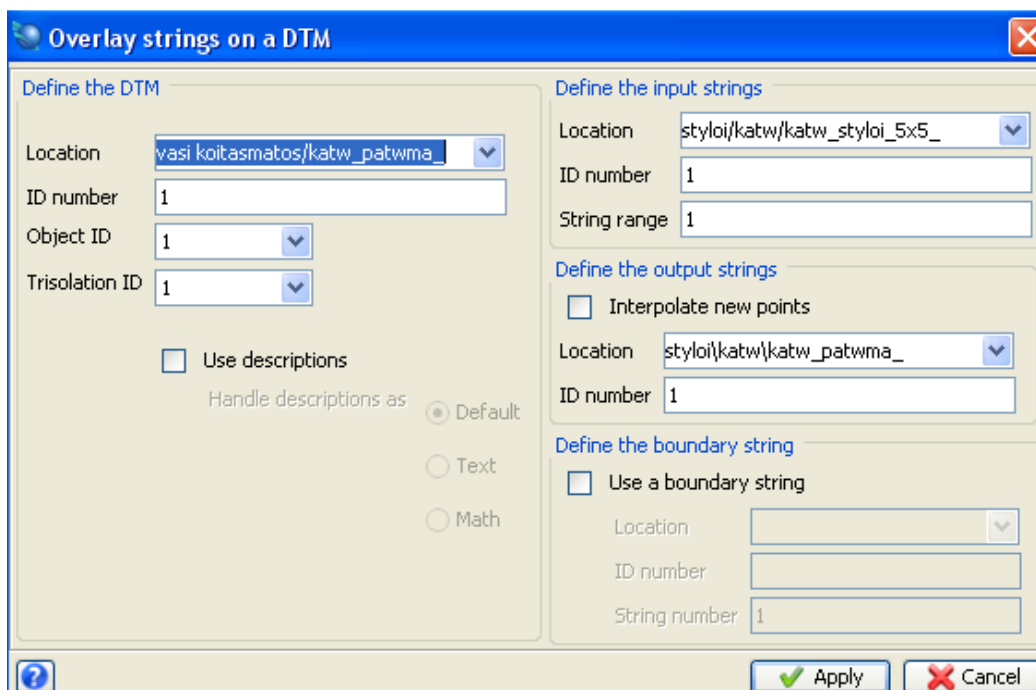 Overlay strings on a DTM
Define the DTM
Location vasi koitasmatos/katw_patwma_
ID number 1
Object ID 1
Trisolation ID 1
Use descriptions
Handle descriptions as Default
Text
Math
Define the input strings
Location styloi/katw/katw_styloi_5x5_
ID number 1
String range 1
Define the output strings
Interpolate new points
Location styloi\katw\katw_patwma_
ID number 1
Define the boundary string
Use a boundary string
Location
ID number
String number 1
? Apply Cancel